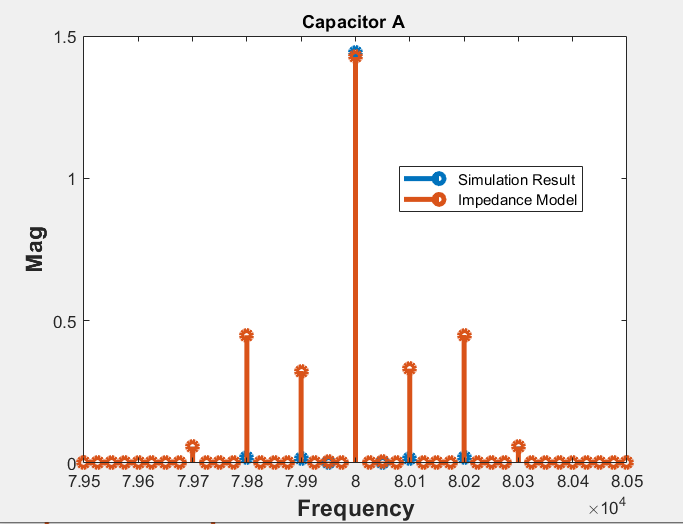 Capacitor A
1.5
1
0.5
0
Mag
Simulation Result
Impedance Model
7.95 7.96 7.97 7.98 7.99 8 8.01 8.02 8.03 8.04 8.05
Frequency
×10^4